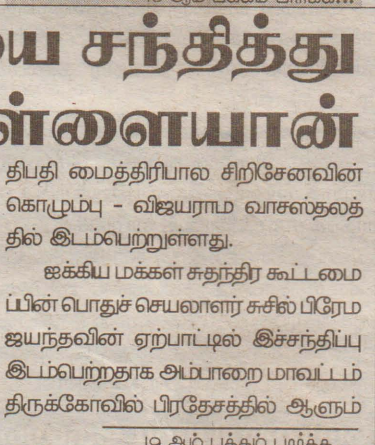 யை சந்தித்து
ள்ளையான்
திபதி மைத்திரிபால சிறிசேனவின்
கொழும்பு - விஜயராம வாசஸ்தலத்
தில் இடம்பெற்றுள்ளது.
ஐக்கிய மக்கள் சுதந்திர கூட்டமை
ப்பின் பொதுச் செயலாளர் சுசில் பிரேம
ஜயந்தவின் ஏற்பாட்டில் இச்சந்திப்பு
இடம்பெற்றதாக அம்பாறை மாவட்டம்
திருக்கோவில் பிரதேசத்தில் ஆளும்